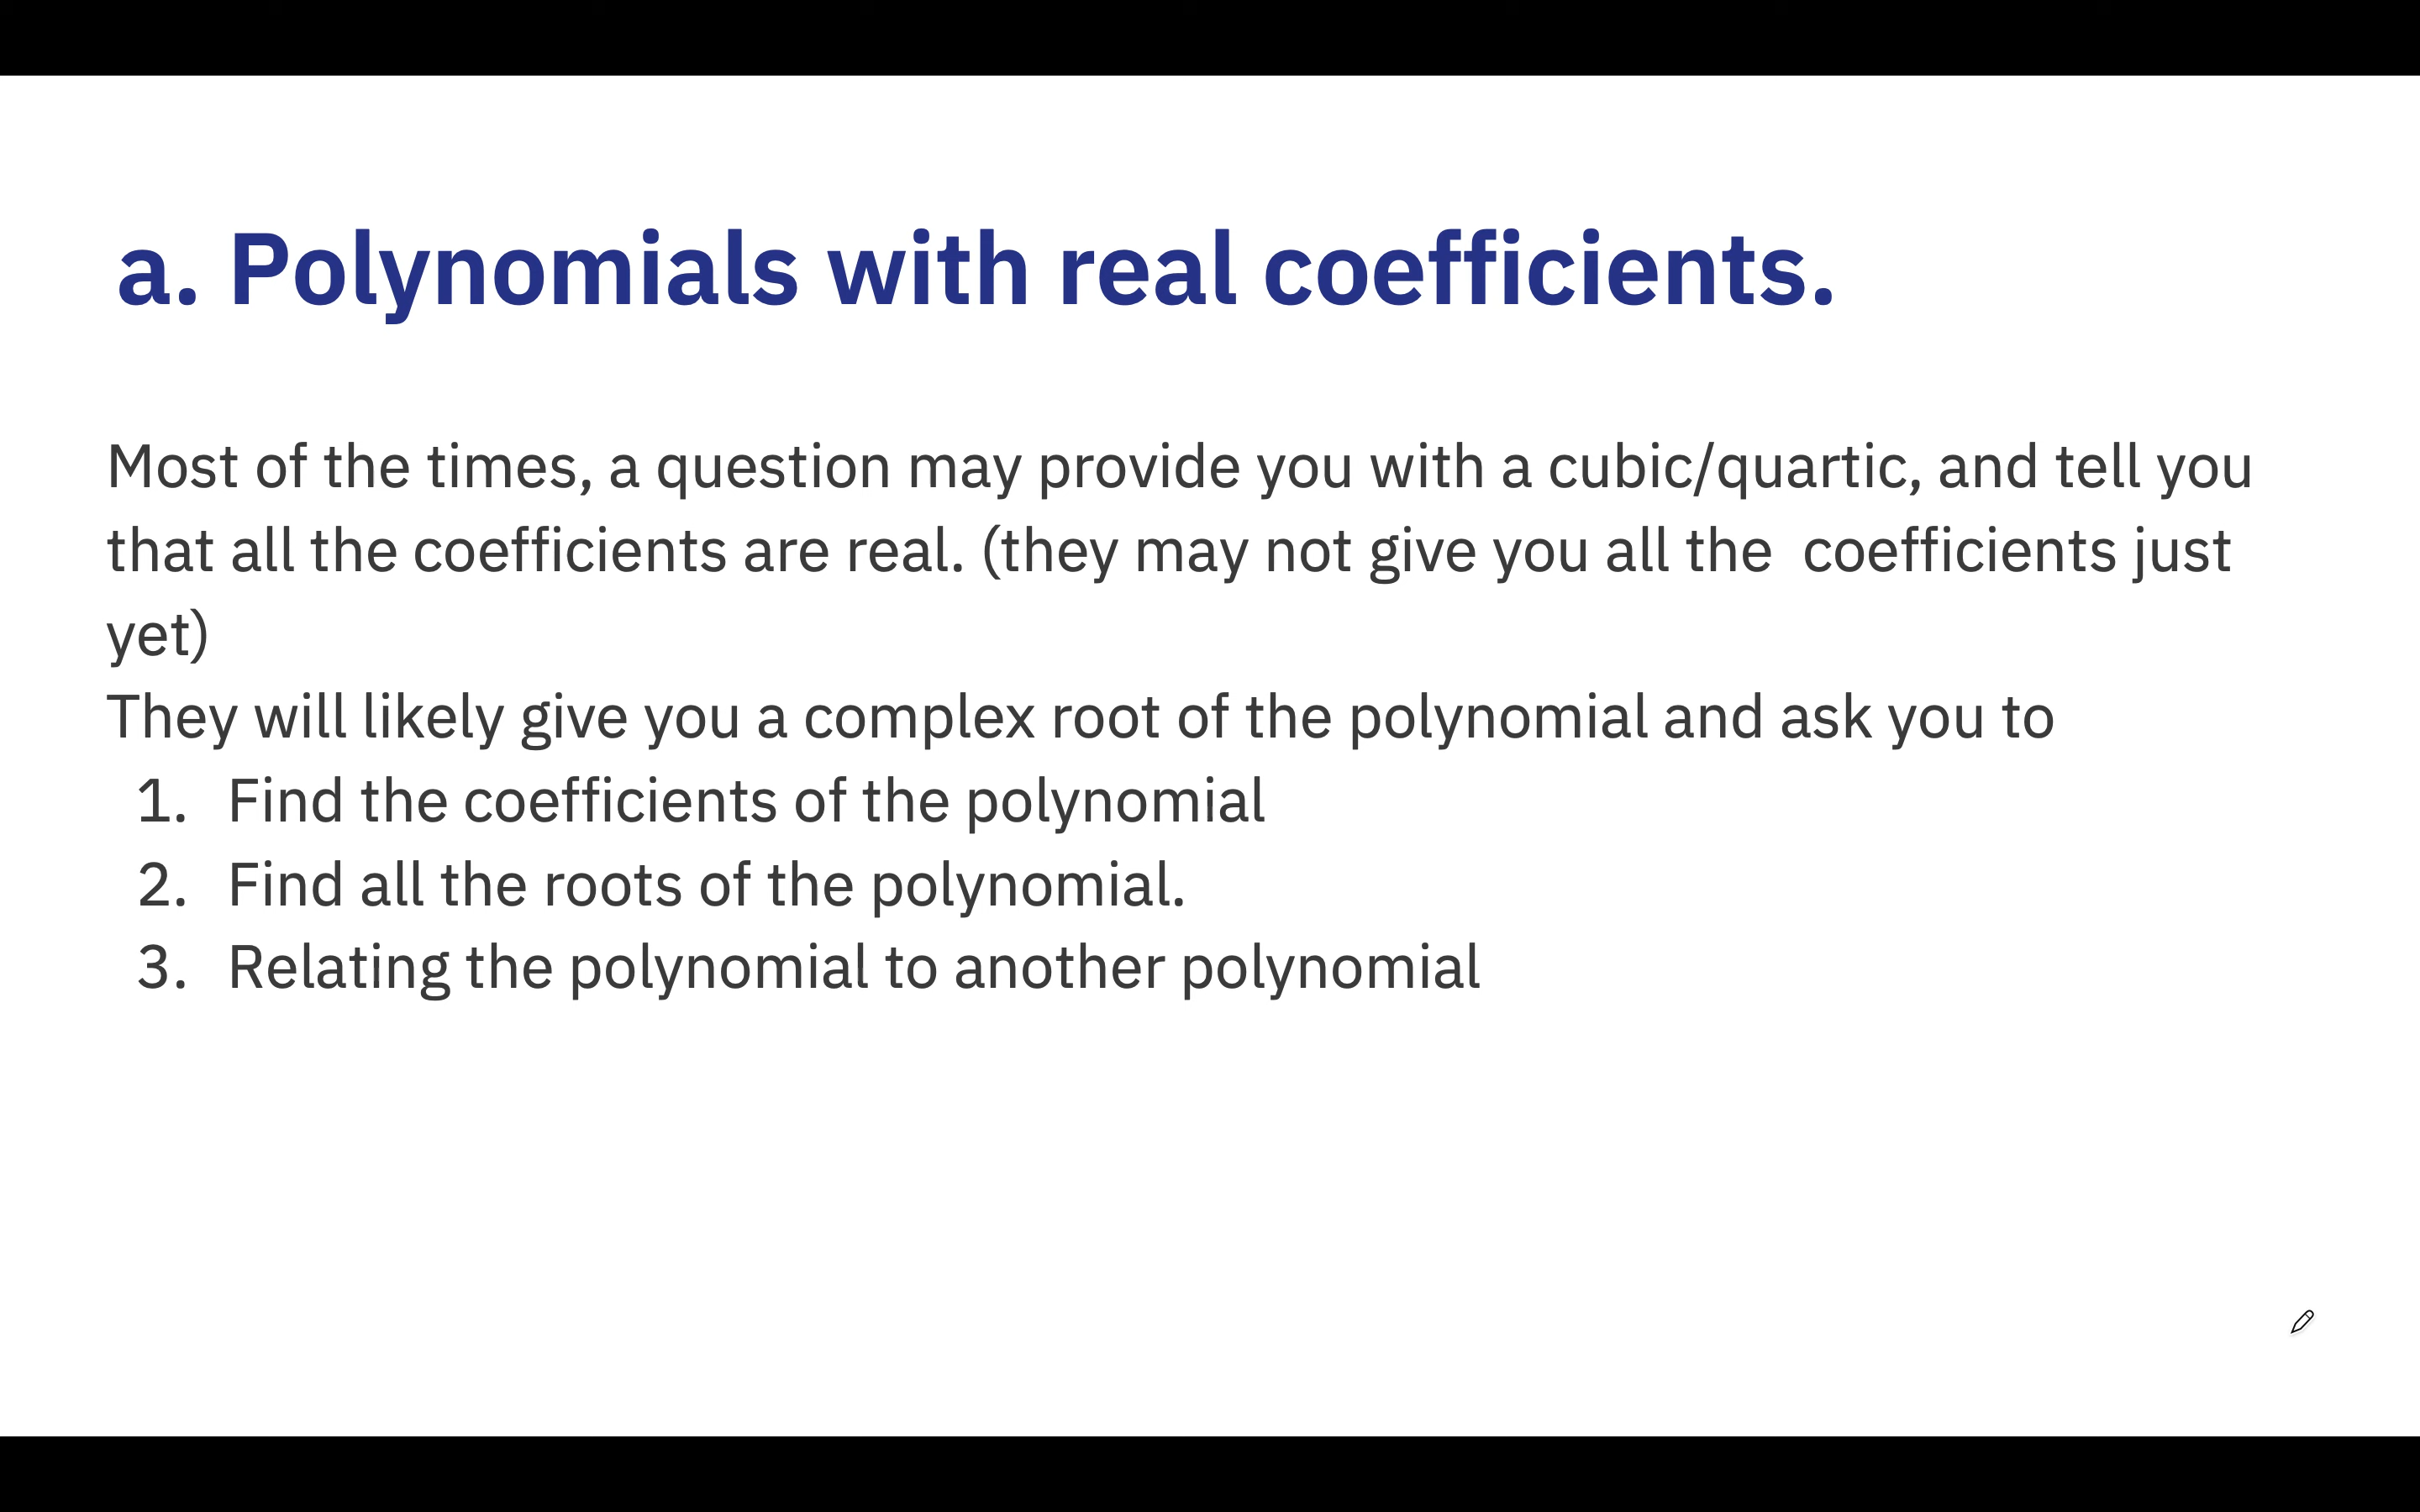 a. Polynomials with real coefficients.
Most of the times, a question may provide you with a cubic/quartic, and tell you
that all the coefficients are real. (they may not give you all the  coefficients just
yet)
They will likely give you a complex root of the polynomial and ask you to
1. Find the coefficients of the polynomial
2. Find all the roots of the polynomial.
3. Relating the polynomial to another polynomial